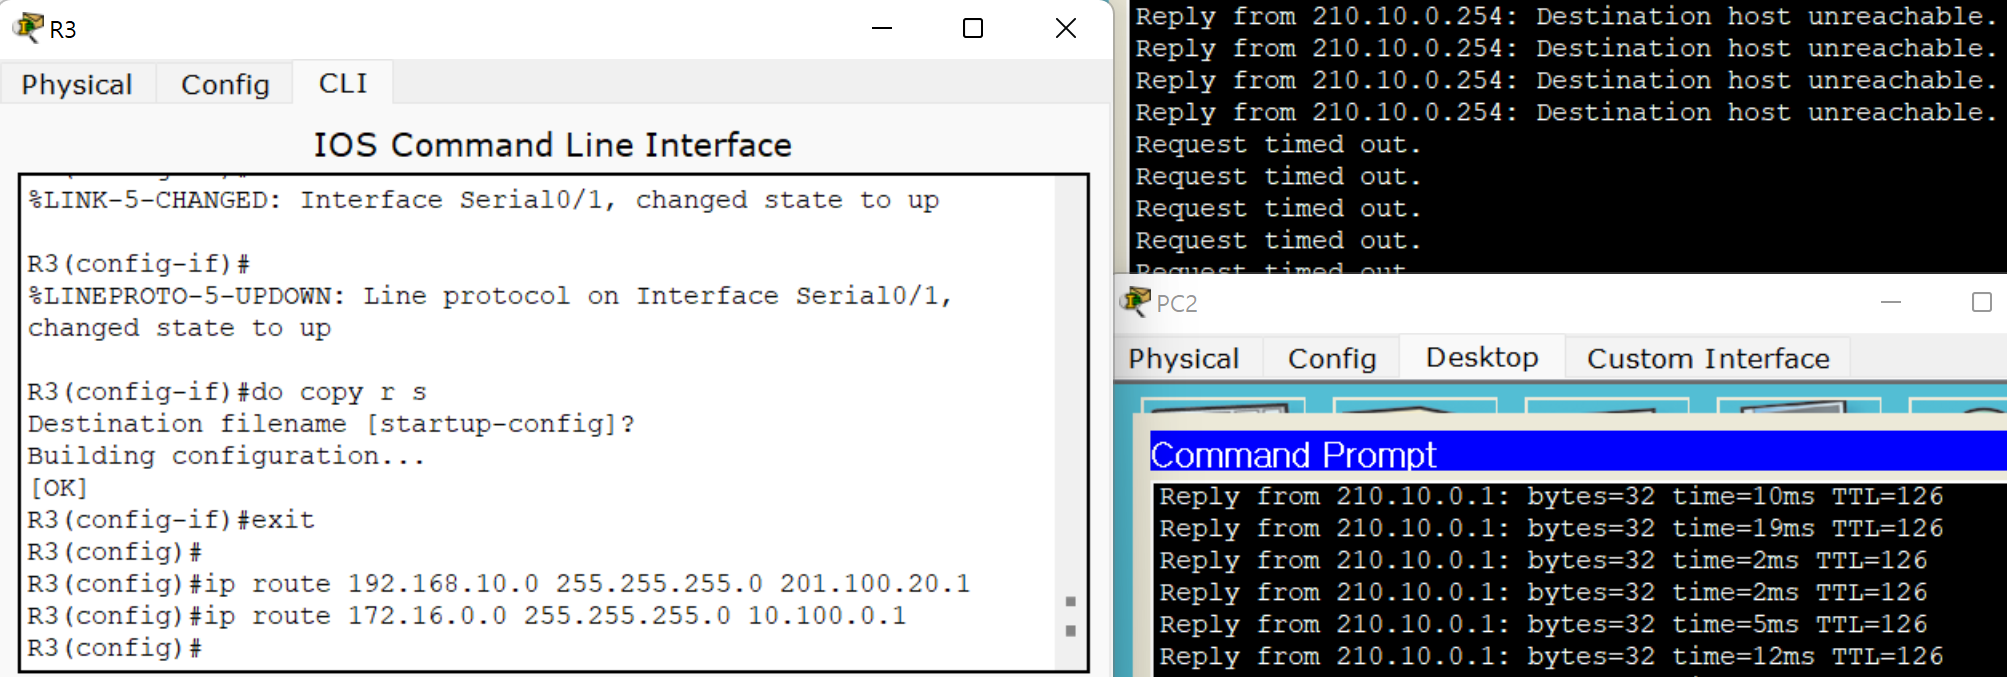 R3
Physical Config CLI
IOS Command Line Interface
%LINK-5-CHANGED: Interface Serial0/1, changed state to up
R3(config-if)#
%LINEPROTO-5-UPDOWN: Line protocol on Interface Serial0/1,
changed state to up
R3(config-if)#do copy r s
Destination filename [startup-config]?
Building configuration...
[OK]
R3(config-if)#exit
R3(config)#
R3(config)#ip route 192.168.10.0 255.255.255.0 201.100.20.1
R3(config)#ip route 172.16.0.0 255.255.255.0 10.100.0.1
R3(config)#
Reply from 210.10.0.254: Destination host unreachable.
Reply from 210.10.0.254: Destination host unreachable.
Reply from 210.10.0.254: Destination host unreachable.
Reply from 210.10.0.254: Destination host unreachable.
Request timed out.
Request timed out.
Request timed out.
Request timed out.
Request timed out.
PC2
Physical Config Desktop Custom Interface
Command Prompt
Reply from 210.10.0.1: bytes=32 time=10ms TTL=126
Reply from 210.10.0.1: bytes=32 time=19ms TTL=126
Reply from 210.10.0.1: bytes=32 time=2ms TTL=126
Reply from 210.10.0.1: bytes=32 time=2ms TTL=126
Reply from 210.10.0.1: bytes=32 time=5ms TTL=126
Reply from 210.10.0.1: bytes=32 time=12ms TTL=126